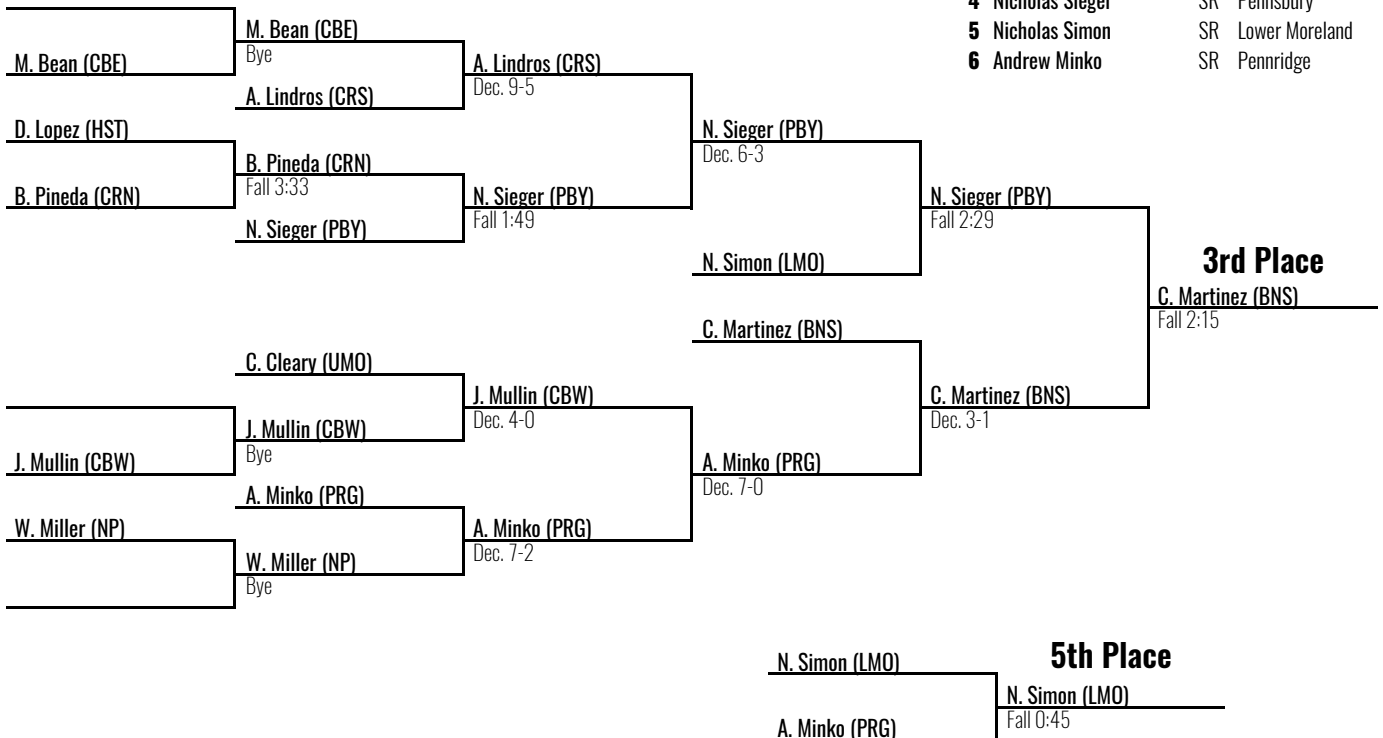 4 Nicholas Sieger SR Pennsbury
5 Nicholas Simon SR Lower Moreland
6 Andrew Minko SR Pennridge
M. Bean (CBE)
M. Bean (CBE)
Bye
A. Lindros (CRS)
A. Lindros (CRS)
Dec. 9-5
D. Lopez (HST)
B. Pineda (CRN)
B. Pineda (CRN)
Fall 3:33
N. Sieger (PBY)
N. Sieger (PBY)
Fall 1:49
N. Sieger (PBY)
Dec. 6-3
N. Simon (LMO)
N. Sieger (PBY)
Fall 2:29
C. Martinez (BNS)
3rd Place
C. Martinez (BNS)
Fall 2:15
C. Cleary (UMO)
J. Mullin (CBW)
J. Mullin (CBW)
Bye
J. Mullin (CBW)
Dec. 4-0
A. Minko (PRG)
W. Miller (NP)
W. Miller (NP)
Bye
A. Minko (PRG)
Dec. 7-2
A. Minko (PRG)
Dec. 7-0
C. Martinez (BNS)
Dec. 3-1
5th Place
N. Simon (LMO)
A. Minko (PRG)
N. Simon (LMO)
Fall 0:45